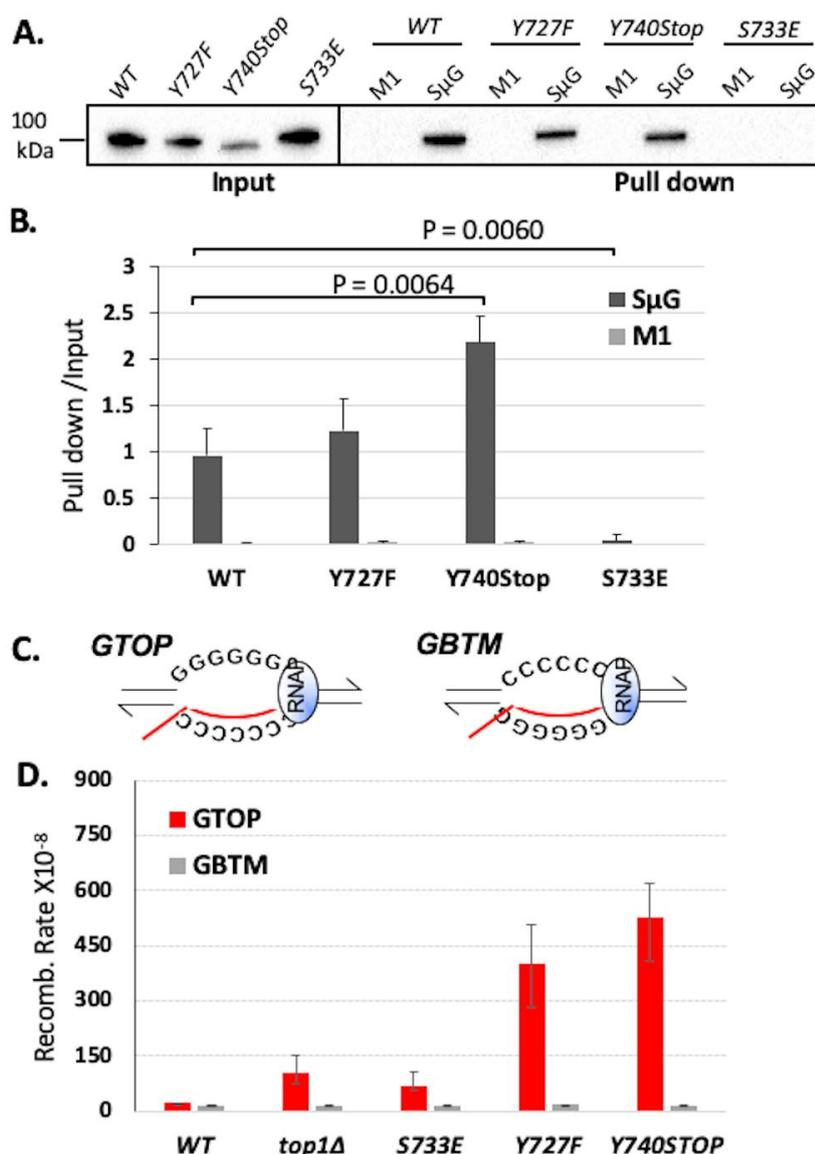 A.
WT Y727F Y740Stop S733E
WT Y727F Y740Stop S733E
M1 SμG M1 SμG M1 SμG M1 SμG
100
kDa
Input Pull down
B.
P = 0.0060
P = 0.0064
3
2.5
2
1.5
1
0.5
0
Pull down /Input
SμG
M1
WT Y727F Y740Stop S733E
C.
GTOP GBTM
GGGGGGG CCCCCC
RNAP RNAP
CCCCCCC GGGGGG
D.
900
750
600
450
300
150
0
Recomb. Rate X10-8
GTOP
GBTM
WT top1Δ S733E Y727F Y740STOP